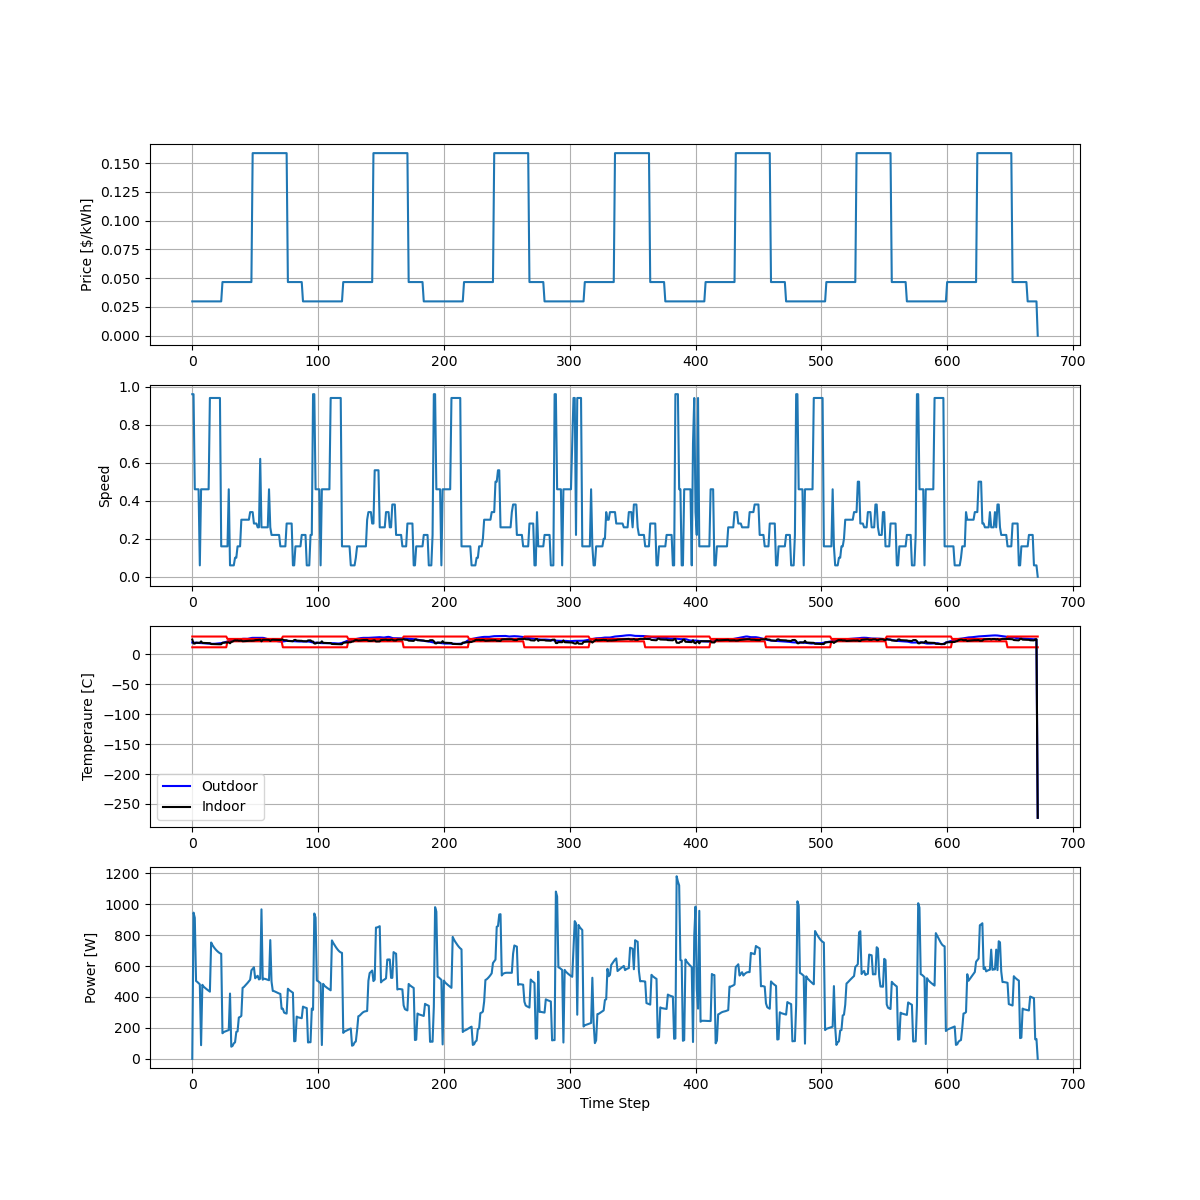 Price [$/kWh]
0.150
0.125
0.100
0.075
0.050
0.025
0.000
0 100 200 300 400 500 600 700
Speed
1.0
0.8
0.6
0.4
0.2
0.0
0 100 200 300 400 500 600 700
Temperaure [C]
0
−50
−100
−150
−200
−250
Outdoor
Indoor
0 100 200 300 400 500 600 700
Power [W]
1200
1000
800
600
400
200
0
0 100 200 300 400 500 600 700
Time Step